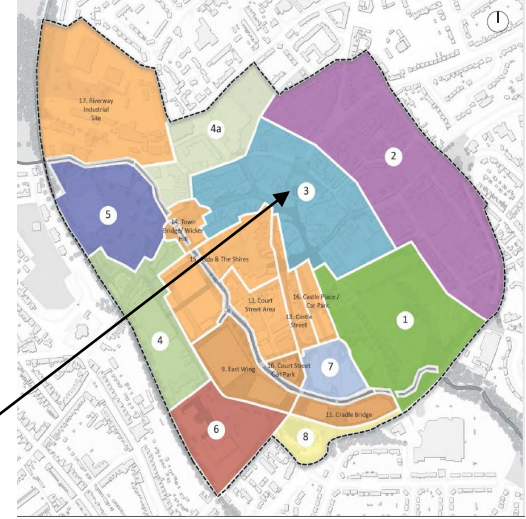 17. Riverway
Industrial
Site
4a
2
3
5
14. Town
Bridge/ Wicker
Hill
& The Shires
16. Castle Place /
Car Park
12. Court
Street Area
13. Castle
Street
1
4
9. East Wing
10. Court Street
Car Park
7
11. Cradle Bridge
6
8